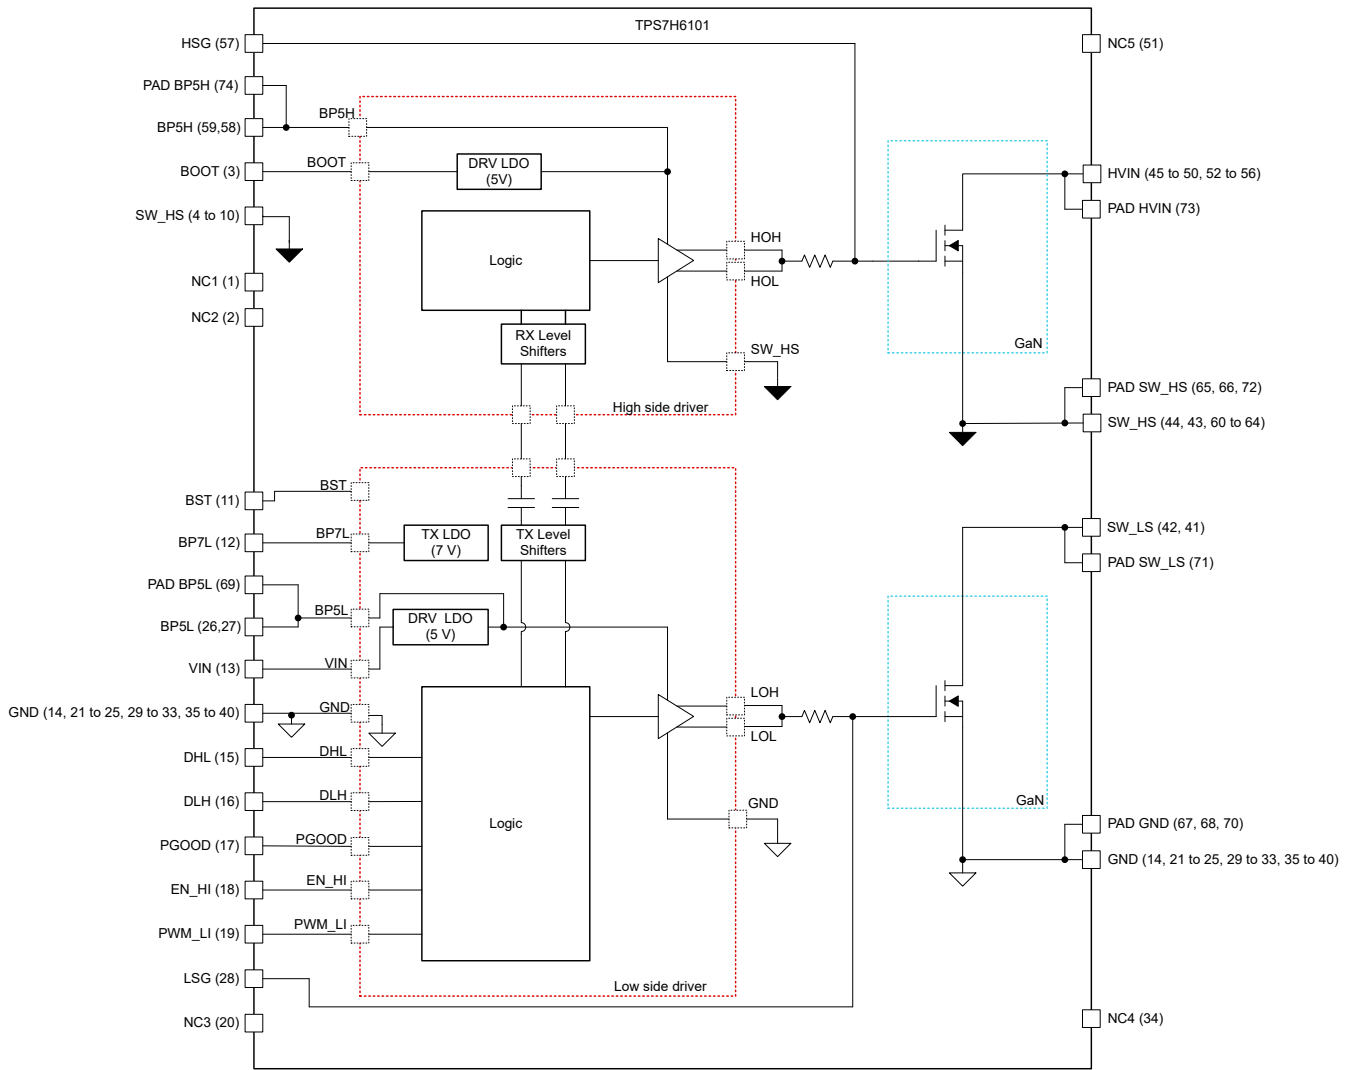 TPS7H6101
HSG (57)
PAD BP5H (74)
BP5H (59,58)
BOOT (3)
SW_HS (4 to 10)
NC1 (1)
NC2 (2)
BST (11)
BP7L (12)
PAD BP5L (69)
BP5L (26,27)
VIN (13)
GND (14, 21 to 25, 29 to 33, 35 to 40)
DHL (15)
DLH (16)
PGOOD (17)
EN_HI (18)
PWM_LI (19)
LSG (28)
NC3 (20)
BP5H
BOOT
DRV LDO
(5V)
Logic
RX Level
Shifters
HOH
HOL
SW_HS
High side driver
BST
BP7L
TX LDO
(7 V)
TX Level
Shifters
BP5L
DRV LDO
(5 V)
VIN
GND
DHL
DLH
PGOOD
EN_HI
PWM_LI
Logic
LOH
LOL
GND
Low side driver
GaN
GaN
NC5 (51)
HVIN (45 to 50, 52 to 56)
PAD HVIN (73)
PAD SW_HS (65, 66, 72)
SW_HS (44, 43, 60 to 64)
SW_LS (42, 41)
PAD SW_LS (71)
PAD GND (67, 68, 70)
GND (14, 21 to 25, 29 to 33, 35 to 40)
NC4 (34)